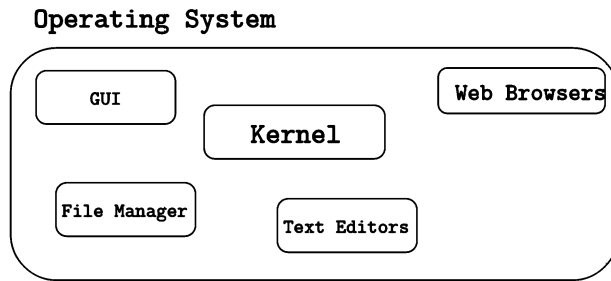 Operating System
GUI
Web Browsers
Kernel
File Manager
Text Editors